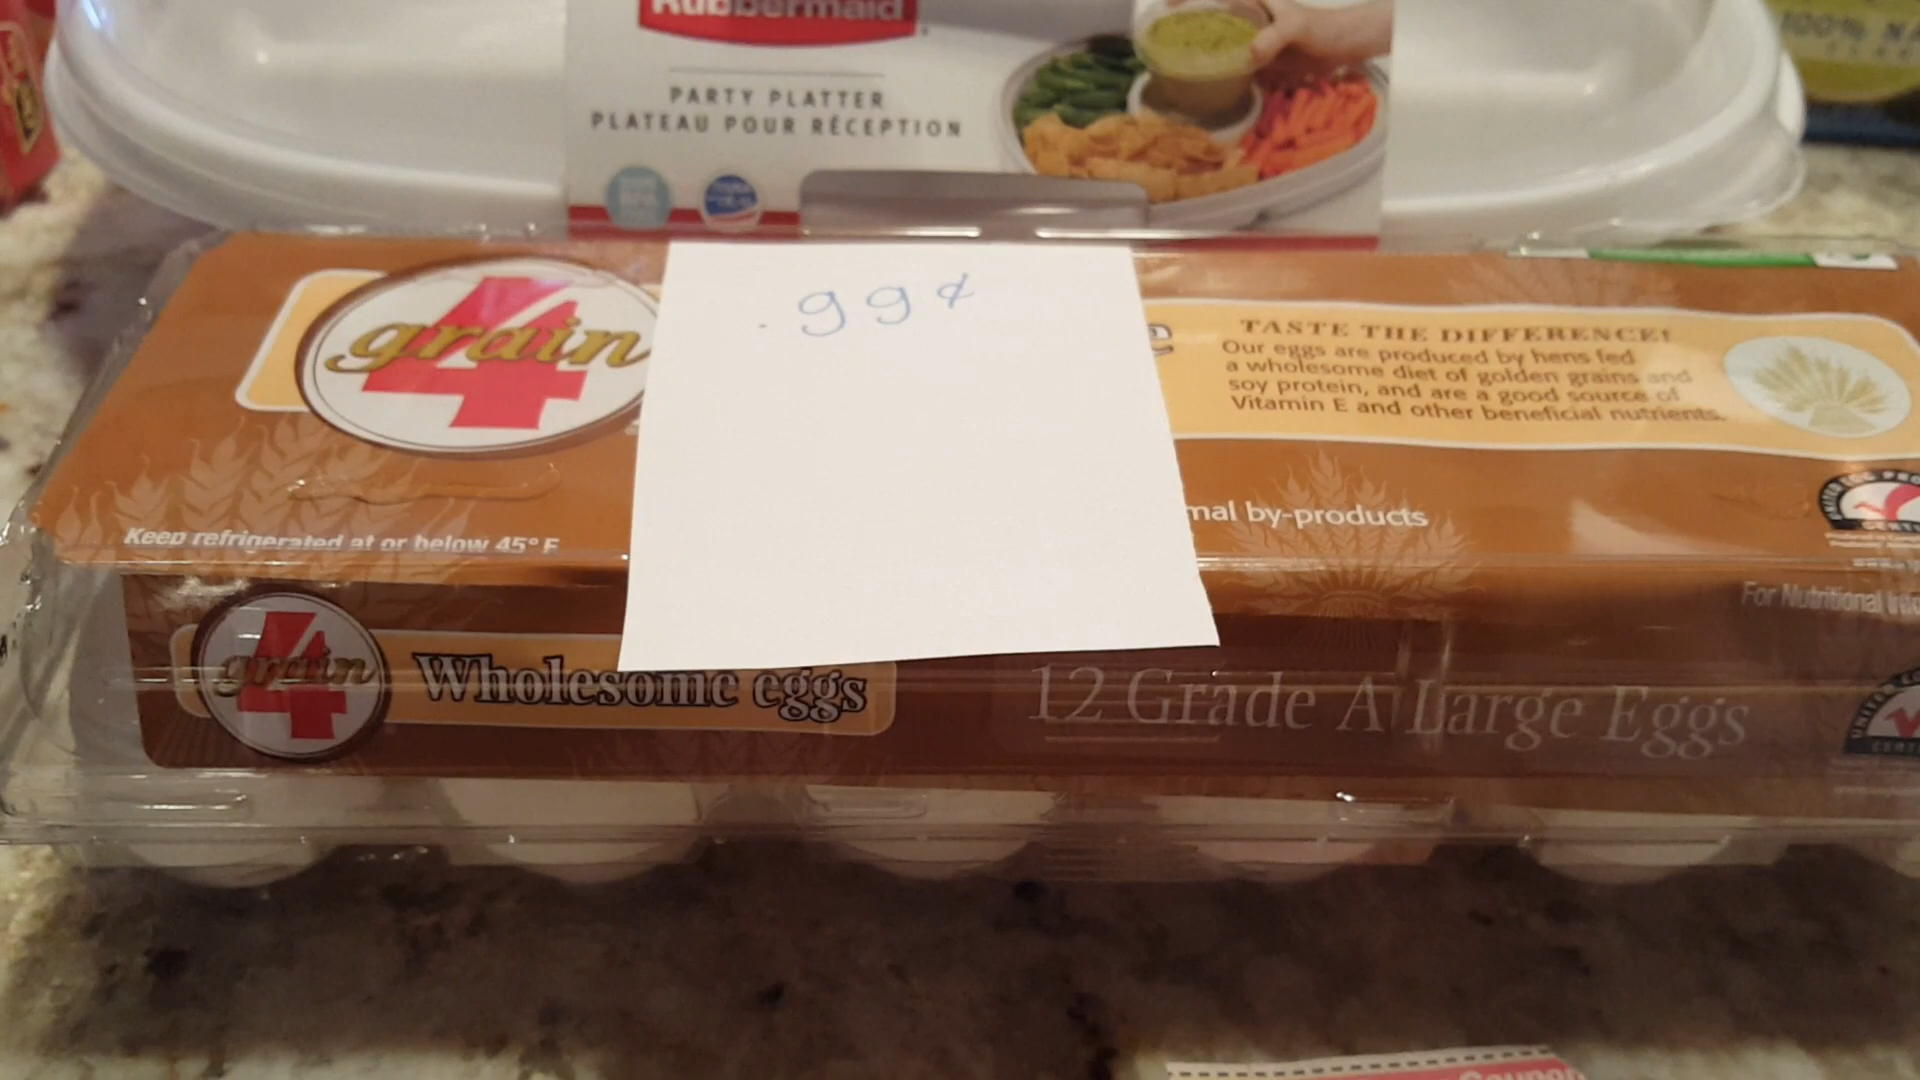 Rubbermaid
PARTY PLATTER
PLATEAU POUR RÉCEPTION
100%
.99¢
4
grain
TASTE THE DIFFERENCE!
Our eggs are produced by hens fed
a wholesome diet of golden grains and
soy protein, and are a good source of
Vitamin E and other beneficial nutrients.
Keep refrigerated at or below 45° F
by-products
For Nutritional
4
grain
Wholesome eggs
12 Grade A Large Eggs
Coupon